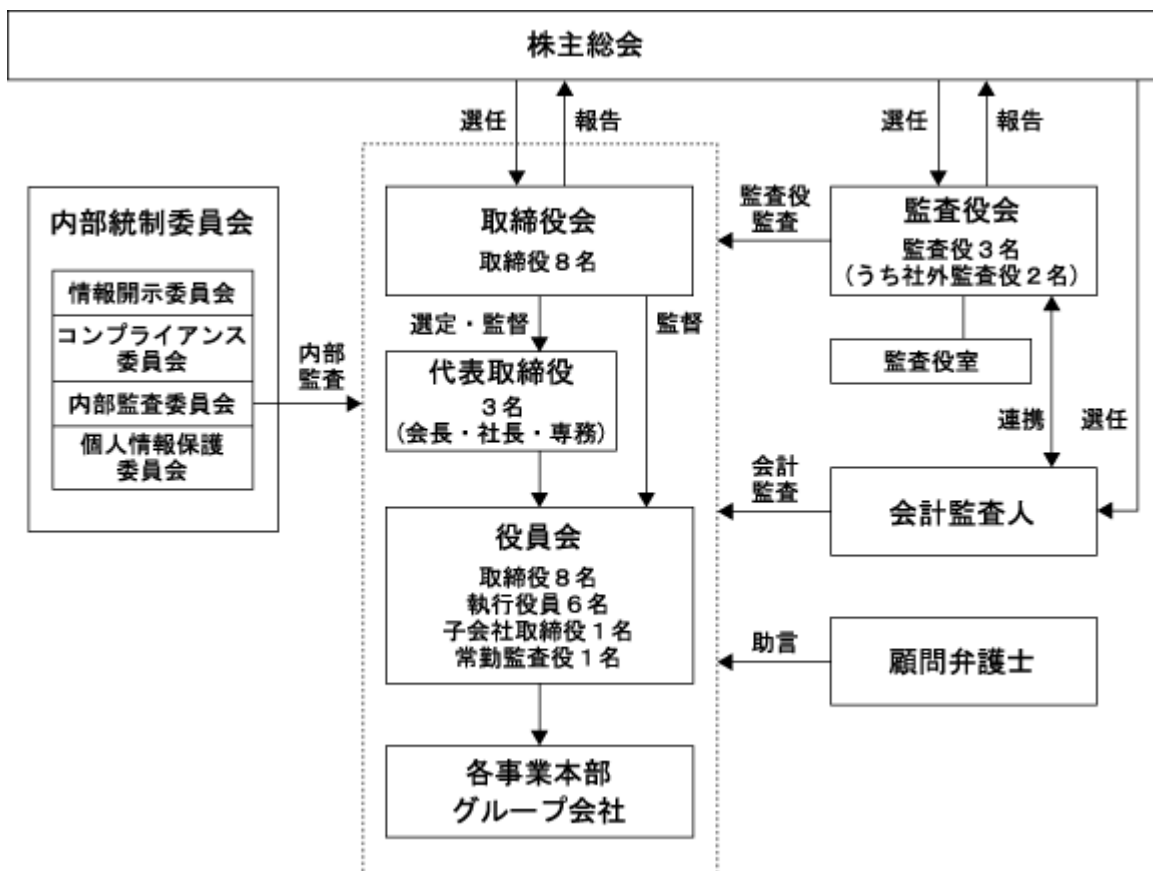 株主総会
選任
報告
選任
報告
内部統制委員会
情報開示委員会
コンプライアンス
委員会
内部監査委員会
個人情報保護
委員会
内部
監査
取締役会
取締役8名
選定・監督
監督
代表取締役
3名
(会長・社長・専務)
役員会
取締役8名
執行役員6名
子会社取締役1名
常勤監査役1名
各事業本部
グループ会社
監査役
監査
監査役会
監査役3名
(うち社外監査役2名)
監査役室
連携
選任
会計
監査
会計監査人
助言
顧問弁護士